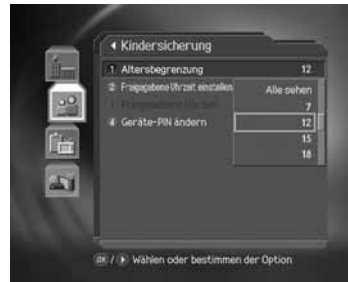 Kindersicherung
1 Altersbegrenzung 12
2 Freigegebene Uhrzeit einstellen
Alle sehen
7
4 Geräte-PIN ändern
12
15
18
OK / Wählen oder bestimmen der Option